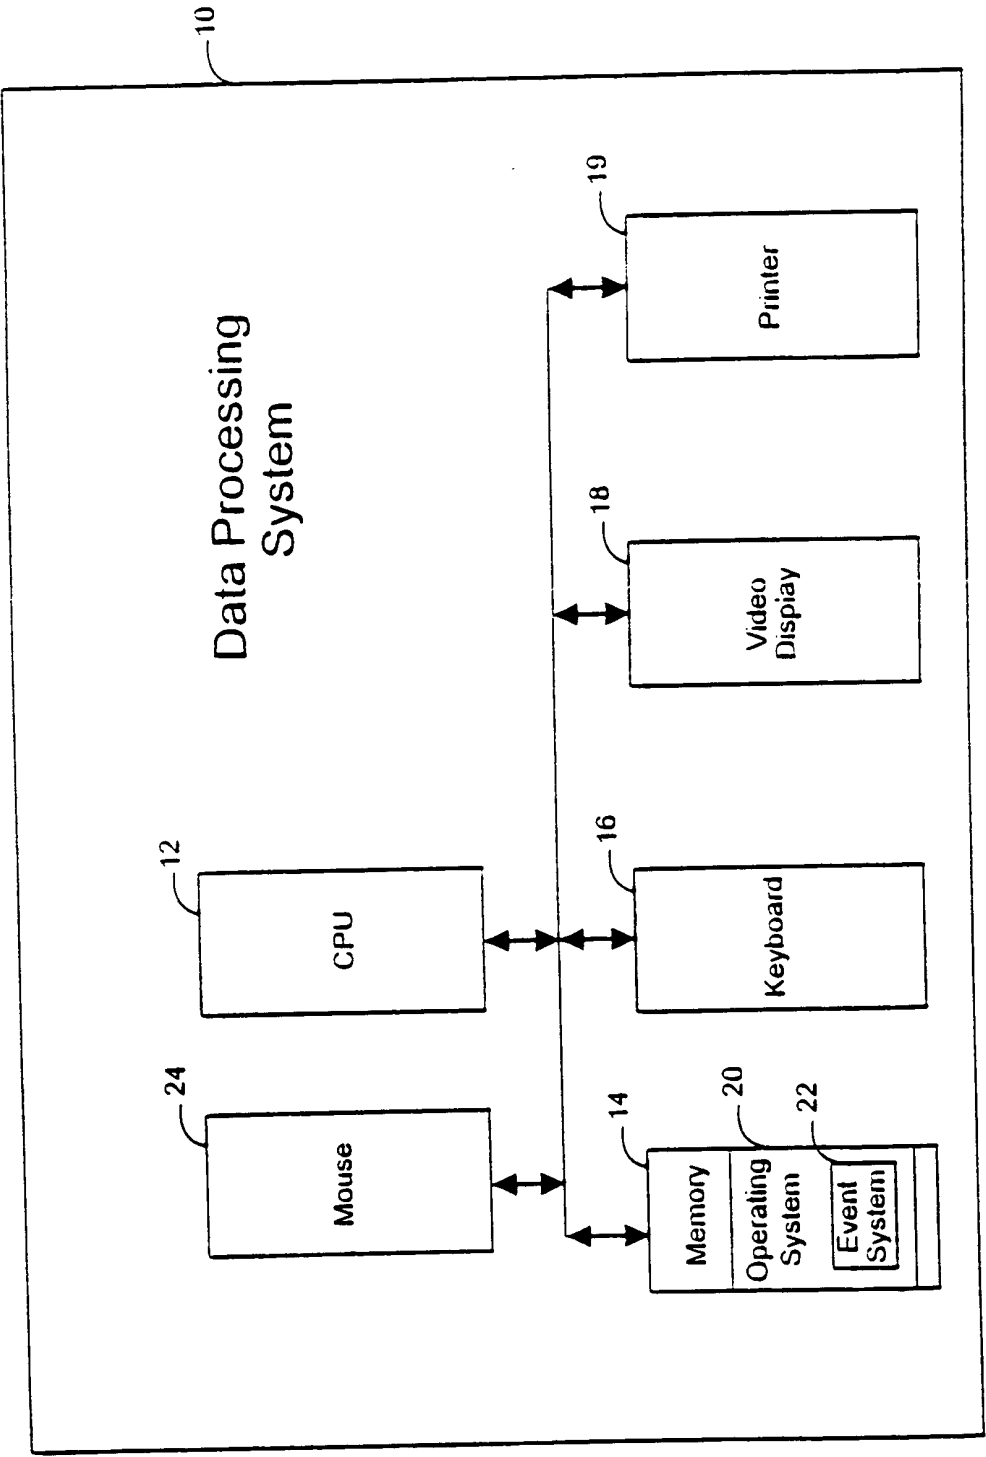 10
Data Processing
System
24
Mouse
12
CPU
14
Memory
20
Operating
System
22
Event
System
16
Keyboard
18
Video
Display
19
Printer